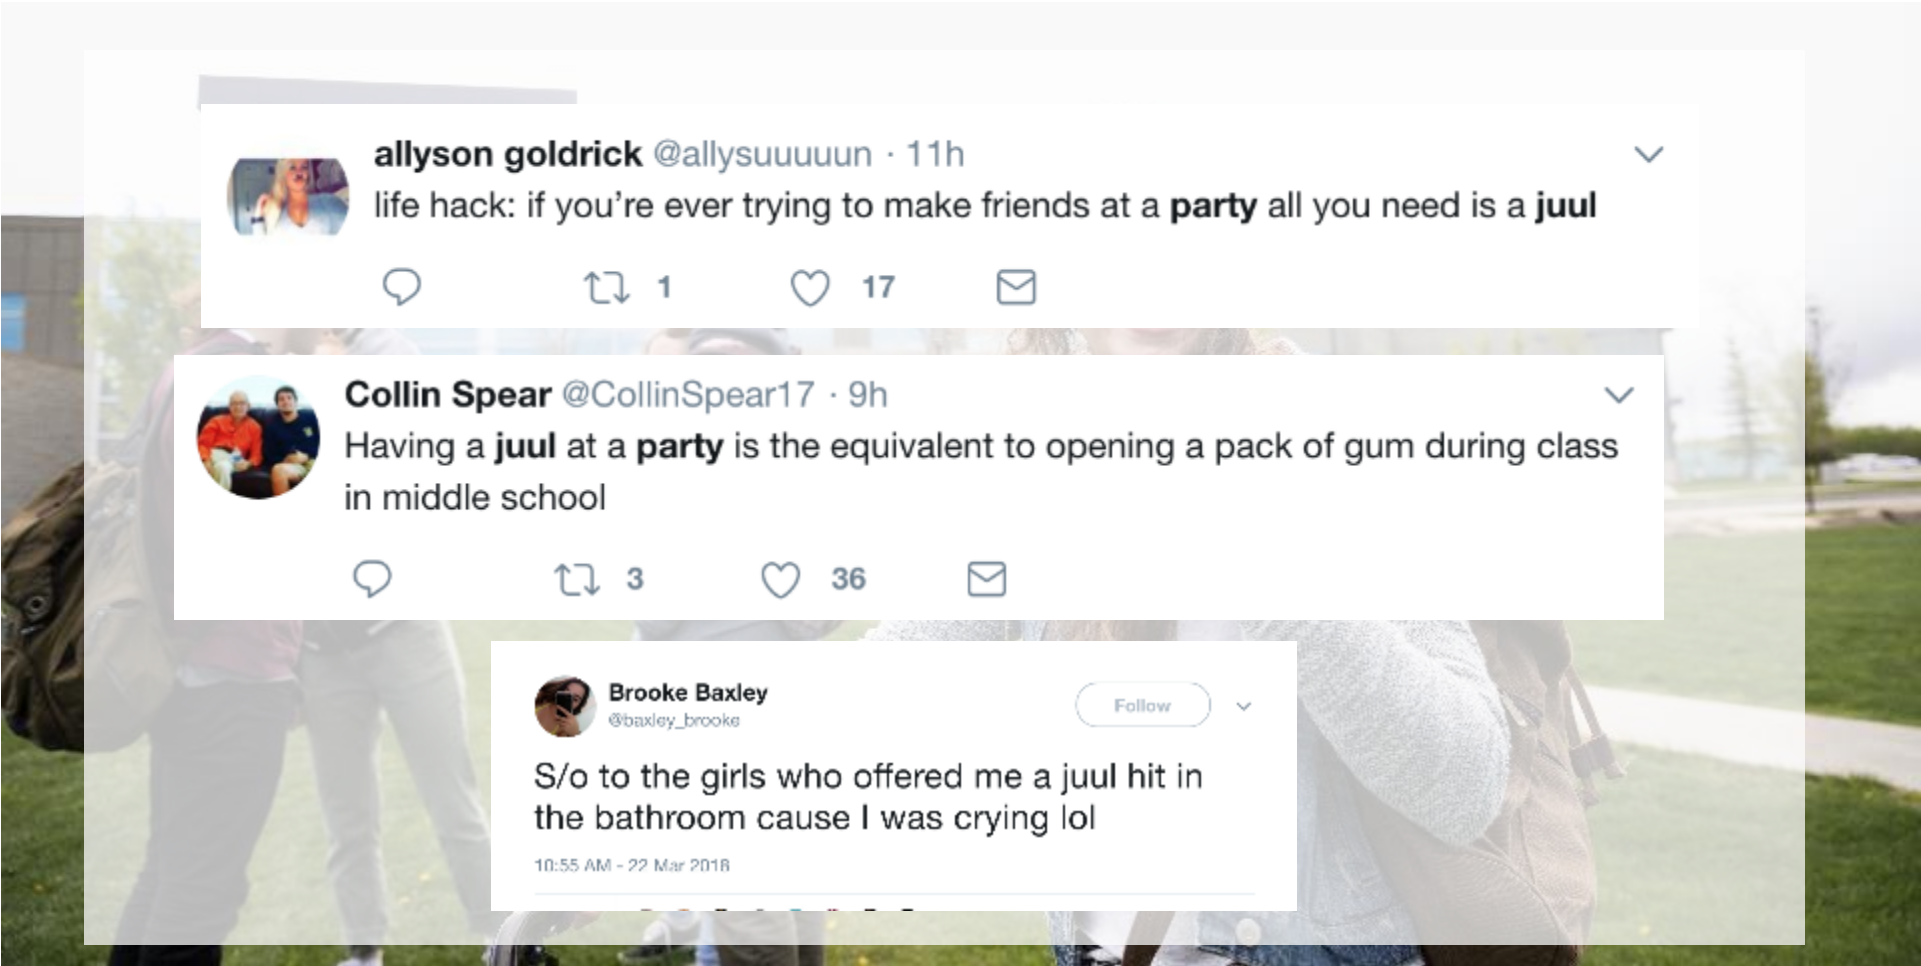 allyson goldrick @allysuuuuun · 11h
life hack: if you’re ever trying to make friends at a party all you need is a juul
1 17
Collin Spear @CollinSpear17 · 9h
Having a juul at a party is the equivalent to opening a pack of gum during class
in middle school
3 36
Brooke Baxley
@baxley_brooke
Follow
S/o to the girls who offered me a juul hit in
the bathroom cause I was crying lol
10:55 AM - 22 Mar 2018